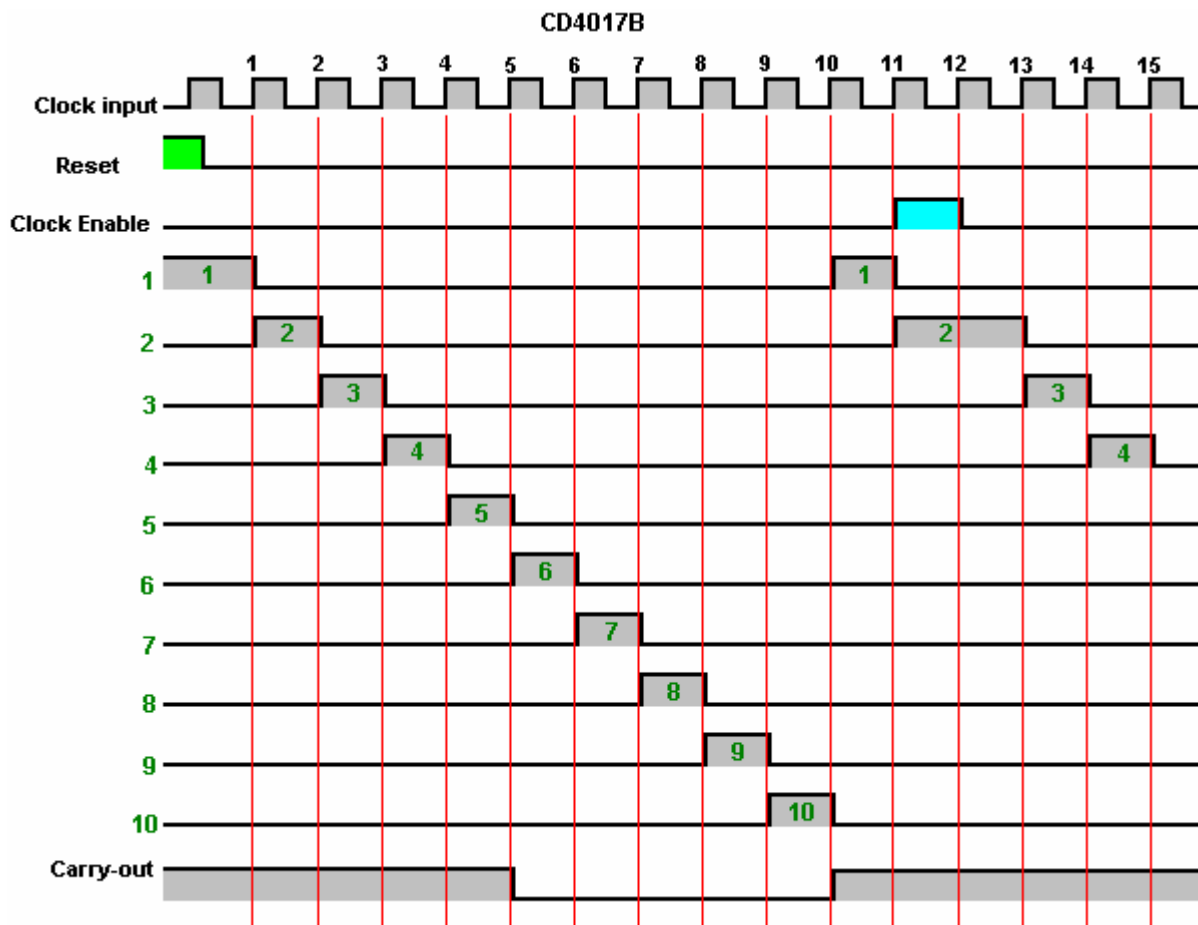 CD4017B
1 2 3 4 5 6 7 8 9 10 11 12 13 14 15
Clock input
Reset
Clock Enable
1 1 1
2 2 2
3 3 3
4 4 4
5 5
6 6
7 7
8 8
9 9
10 10
Carry-out